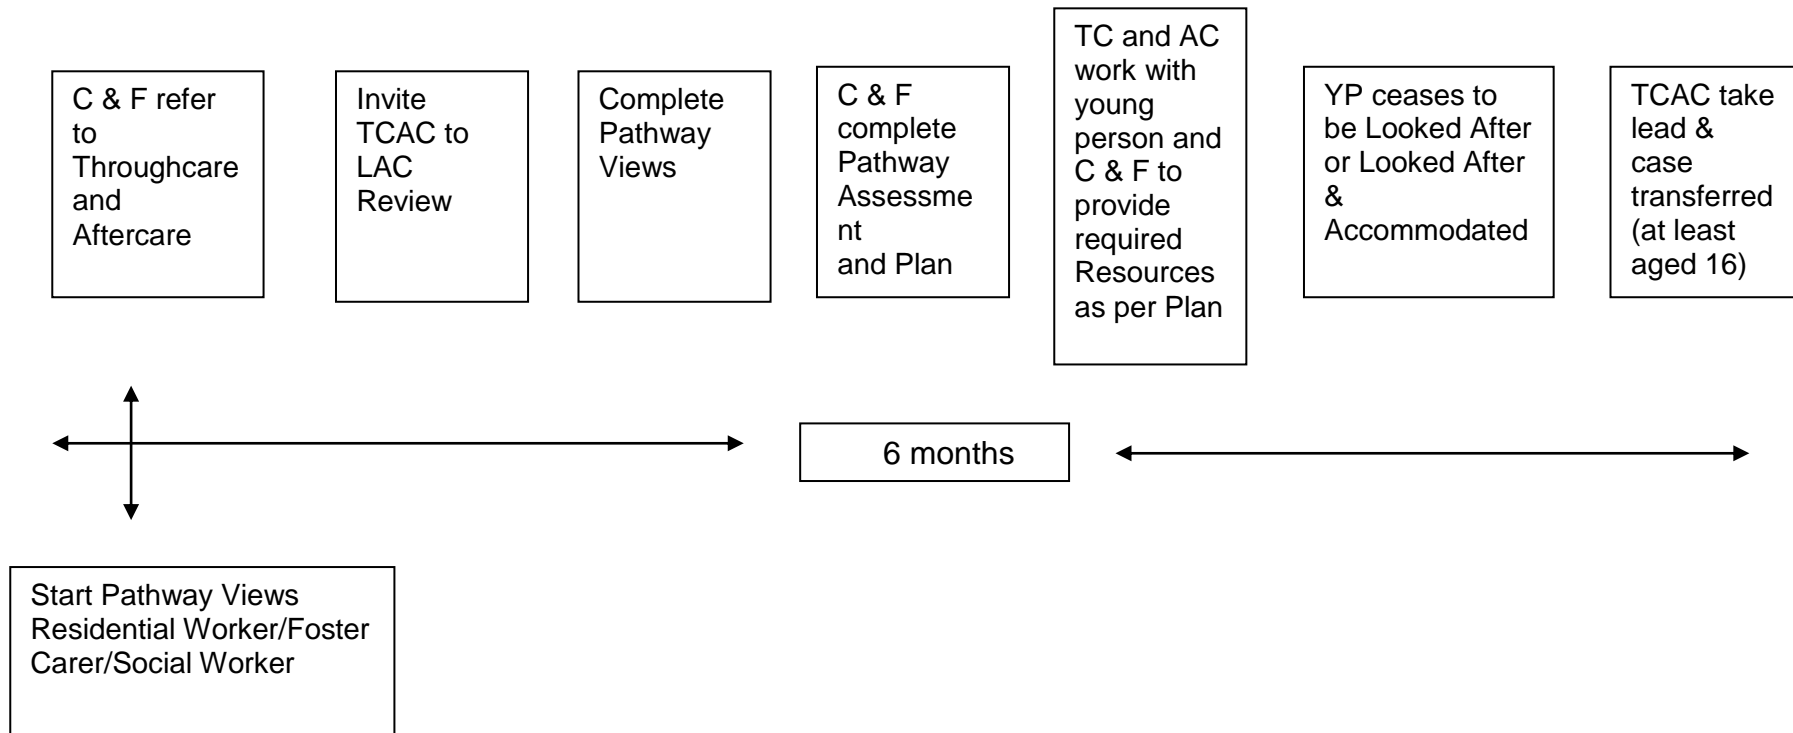 C & F refer
to
Throughcare
and
Aftercare
Invite
TCAC to
LAC
Review
Complete
Pathway
Views
C & F
complete
Pathway
Assessme
nt
and Plan
TC and AC
work with
young
person and
C & F to
provide
required
Resources
as per Plan
YP ceases to
be Looked After
or Looked After
&
Accommodated
TCAC take
lead &
case
transferred
(at least
aged 16)
6 months
Start Pathway Views
Residential Worker/Foster
Carer/Social Worker